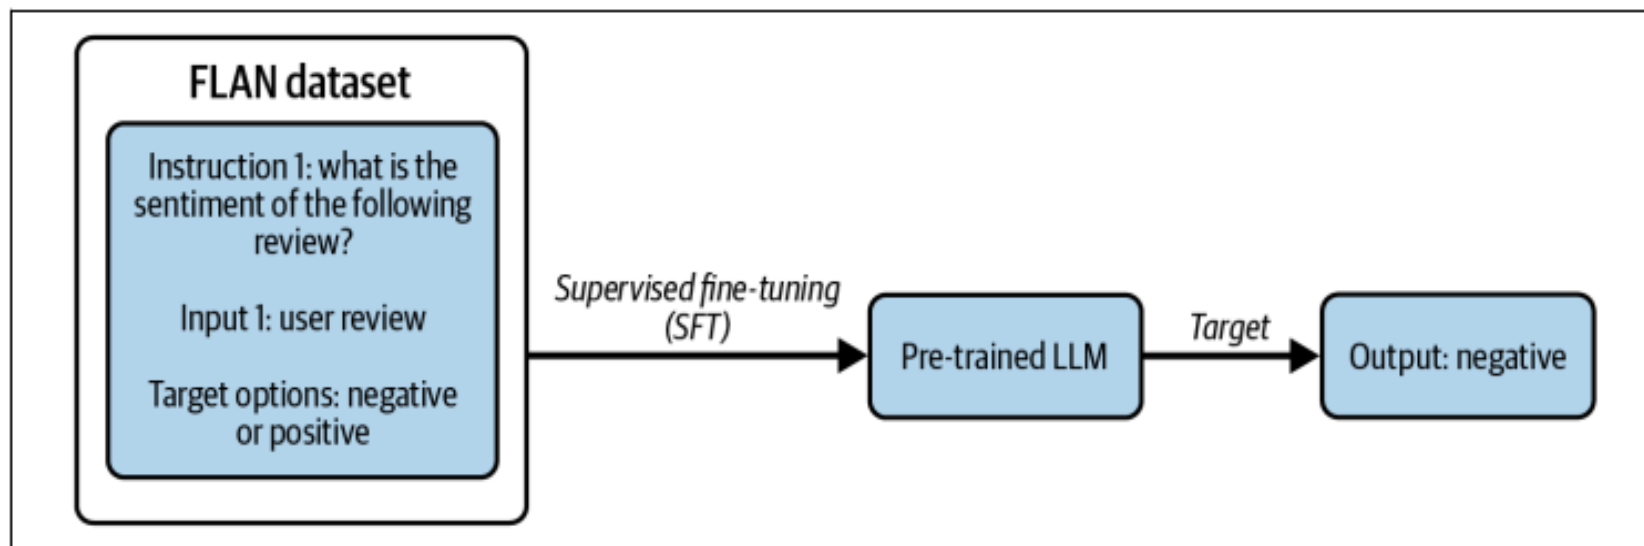 FLAN dataset
Instruction 1: what is the
sentiment of the following
review?
Input 1: user review
Target options: negative
or positive
Supervised fine-tuning
(SFT)
Pre-trained LLM
Target
Output: negative